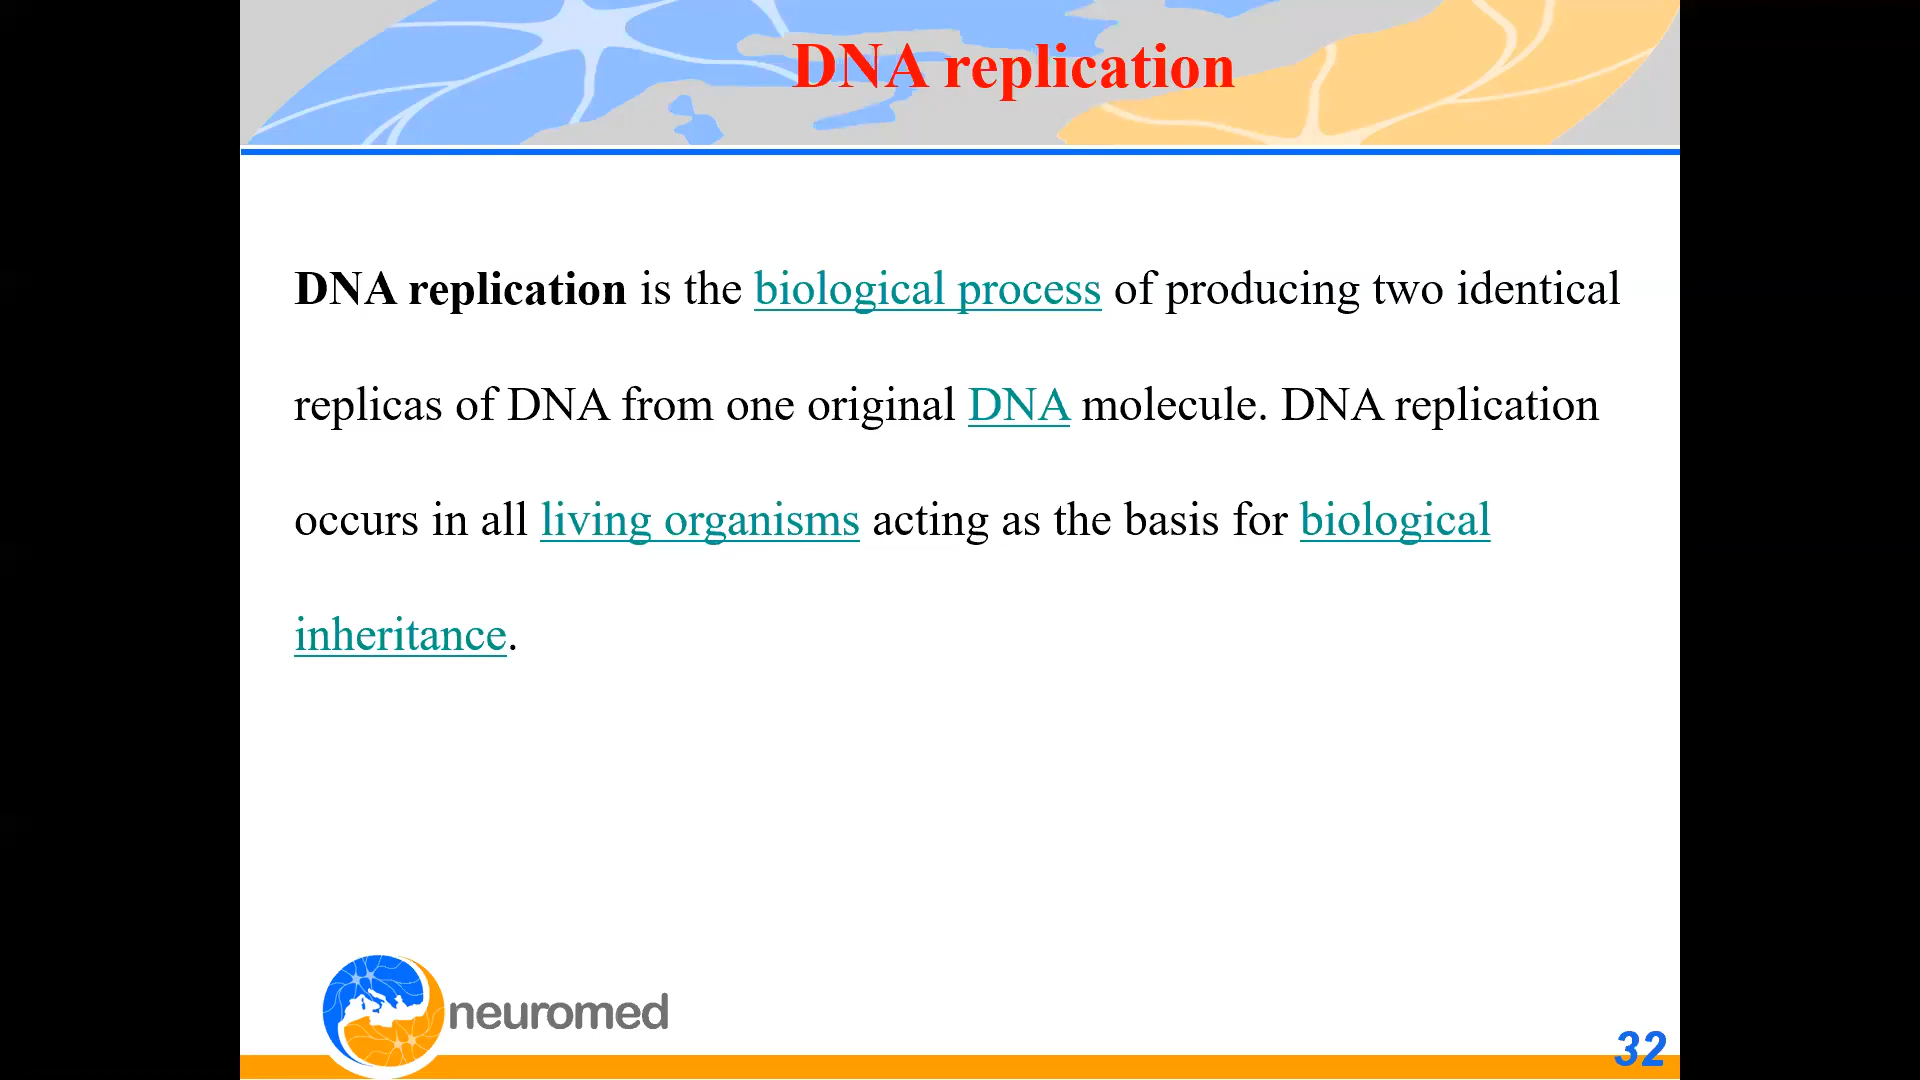 DNA replication
DNA replication is the biological process of producing two identical
replicas of DNA from one original DNA molecule. DNA replication
occurs in all living organisms acting as the basis for biological
inheritance.
neuromed
32